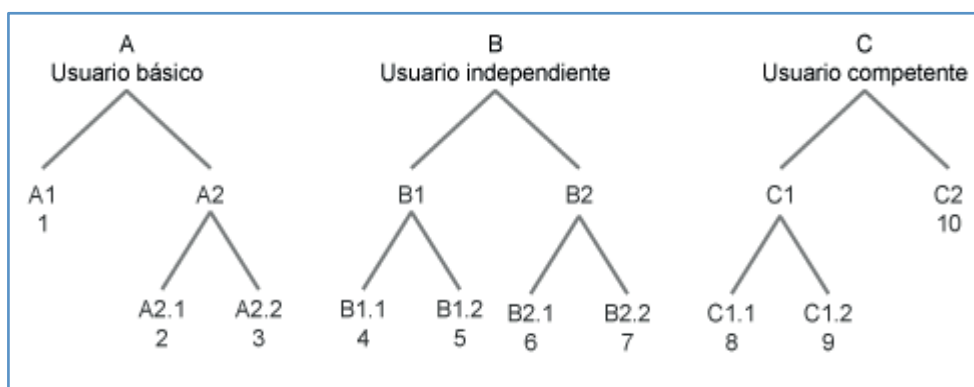 A
Usuario básico
B
Usuario independiente
C
Usuario competente
A1
1
A2
B1
B2
C1
C2
10
A2.1
2
A2.2
3
B1.1
4
B1.2
5
B2.1
6
B2.2
7
C1.1
8
C1.2
9